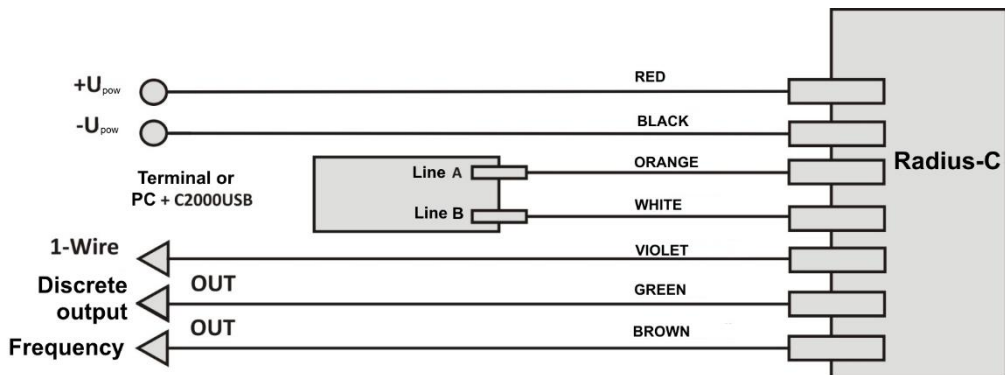 +Upow
RED
-Upow
BLACK
Radius-C
Terminal or
PC + C2000USB
Line A
ORANGE
Line B
WHITE
1-Wire
VIOLET
Discrete
output
OUT
GREEN
Frequency
OUT
BROWN